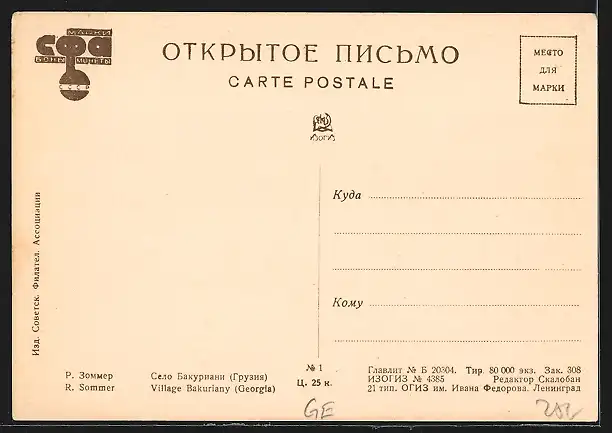 МАРКИ
СФА
БОНЫ МОНЕТЫ
СССР
ОТКРЫТОЕ ПИСЬМО
CARTE POSTALE
МЕСТО
ДЛЯ
МАРКИ
ИЗОГИЗ
Куда
Кому
Изд. Советск. Филател. Ассоциации
Р. Зоммер Село Бакуриани (Грузия)
R. Sommer Village Bakuriany (Georgia)
№ 1
Ц. 25 к.
Главлит № Б 20304. Тир. 80 000 экз. Зак. 308
ИЗОГИЗ № 4385 Редактор Скалобан
21 тип. ОГИЗ им. Ивана Федорова. Ленинград
GE